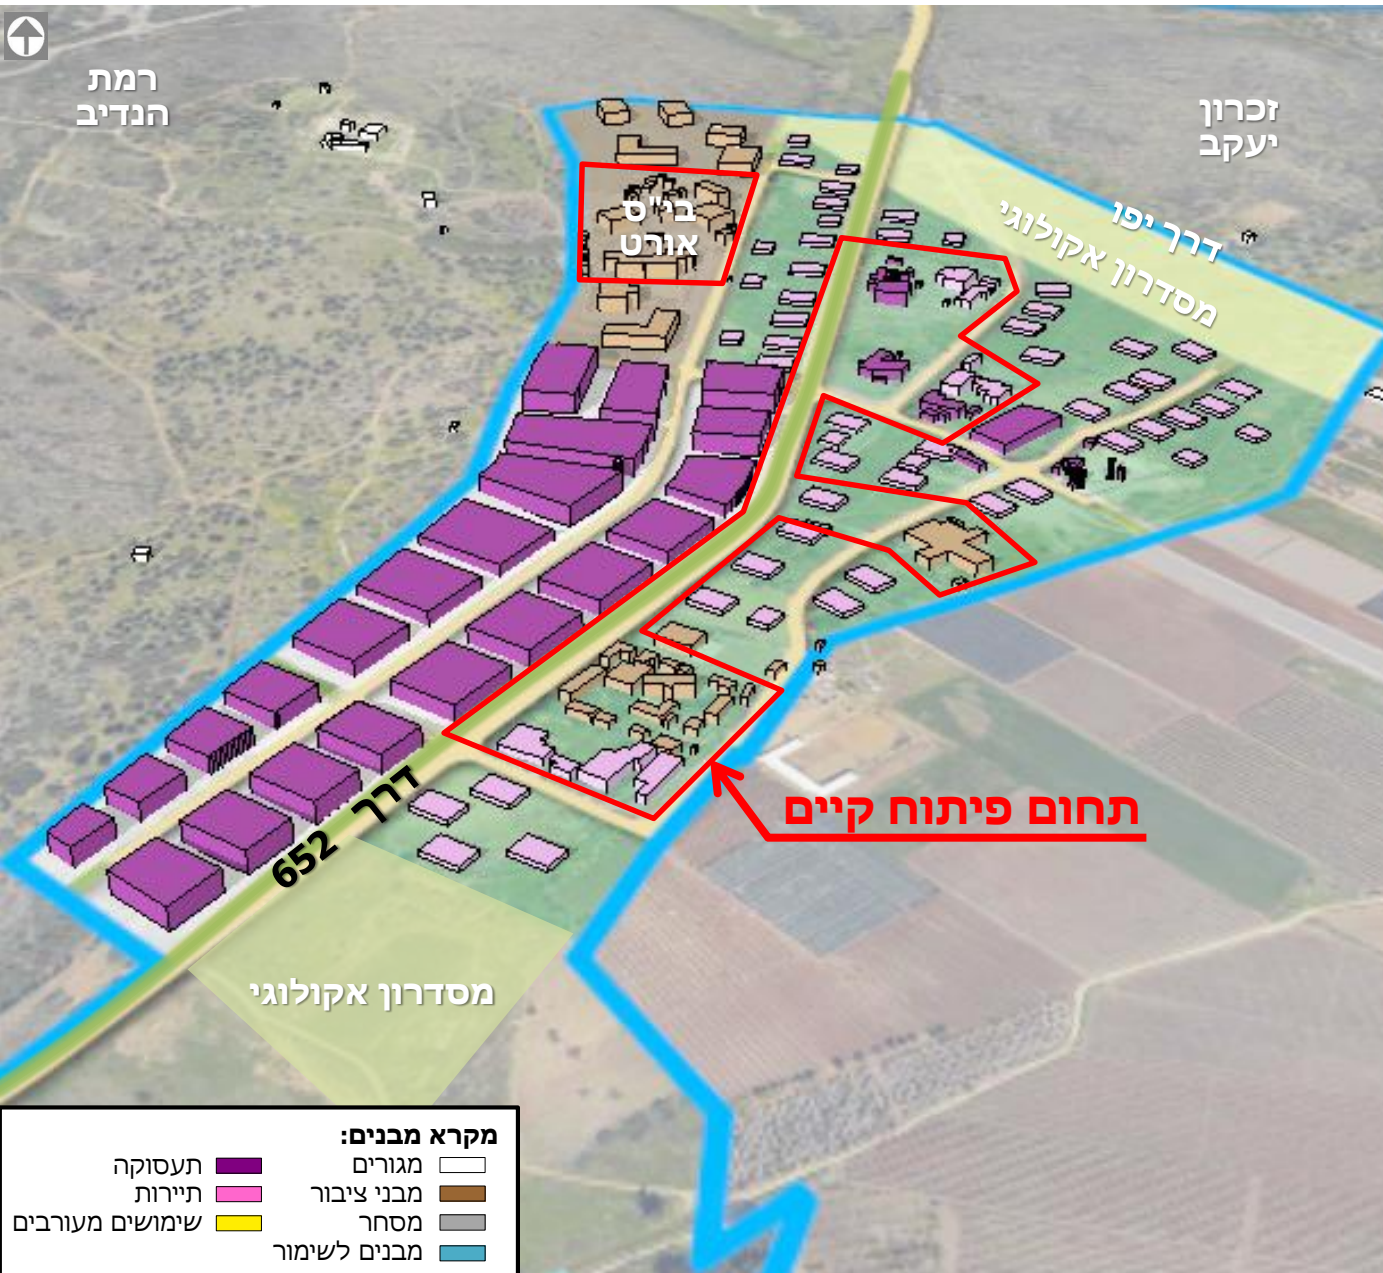 רמת
הנדיב
זכרון
יעקב
דרך יפו
מסדרון אקולוגי
בי"ס
אורט
תחום פיתוח קיים
דרך 652
מסדרון אקולוגי
מקרא מבנים:
מגורים
תעסוקה
מבני ציבור
תיירות
מסחר
שימושים מעורבים
מבנים לשימור